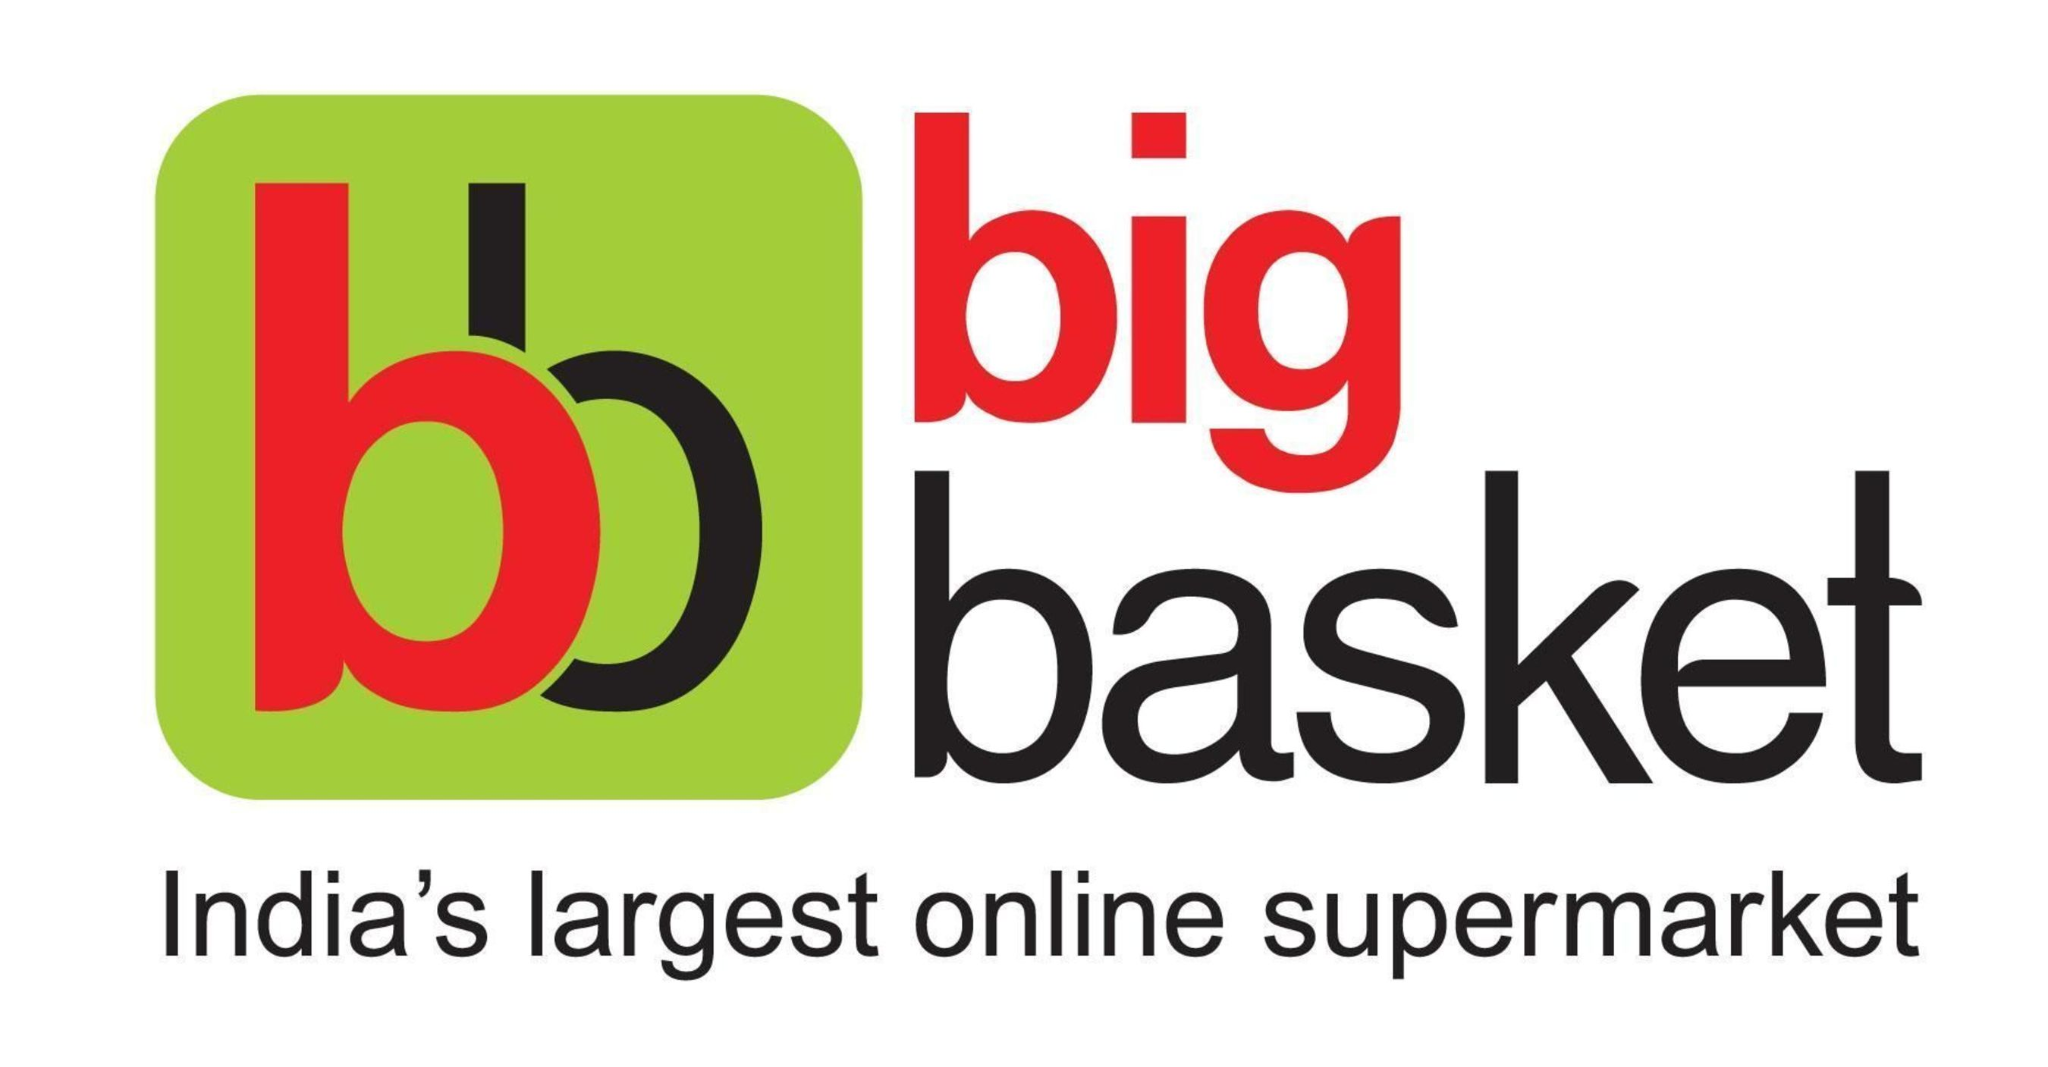 bb
big
basket
India’s largest online supermarket